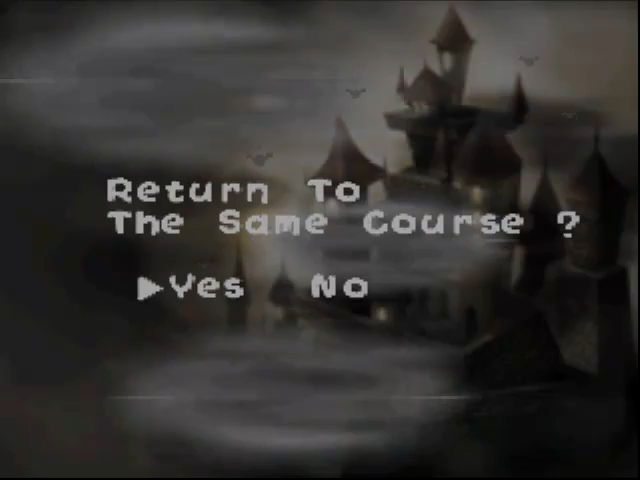 Return To
The Same Course ?
▶Yes No